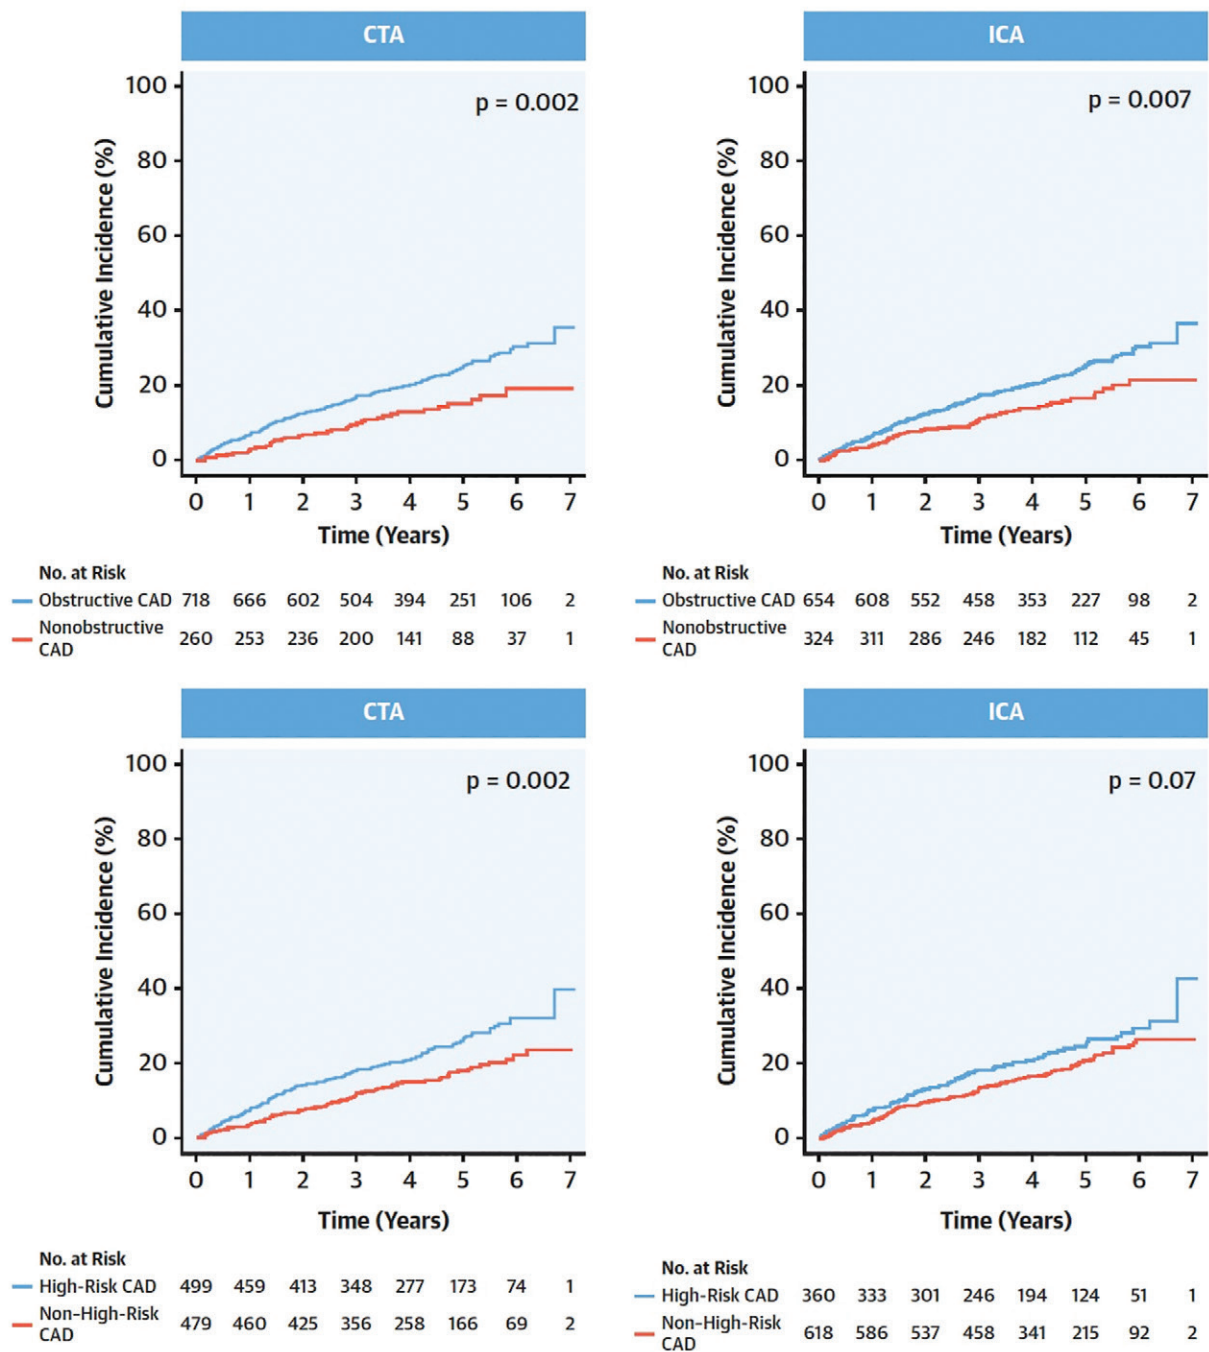 CTA
p = 0.002
Cumulative Incidence (%)
100
80
60
40
20
0
0 1 2 3 4 5 6 7
Time (Years)
No. at Risk
Obstructive CAD 718 666 602 504 394 251 106 2
Nonobstructive
CAD 260 253 236 200 141 88 37 1
ICA
p = 0.007
Cumulative Incidence (%)
100
80
60
40
20
0
0 1 2 3 4 5 6 7
Time (Years)
No. at Risk
Obstructive CAD 654 608 552 458 353 227 98 2
Nonobstructive
CAD 324 311 286 246 182 112 45 1
CTA
p = 0.002
Cumulative Incidence (%)
100
80
60
40
20
0
0 1 2 3 4 5 6 7
Time (Years)
No. at Risk
High-Risk CAD 499 459 413 348 277 173 74 1
Non–High-Risk
CAD 479 460 425 356 258 166 69 2
ICA
p = 0.07
Cumulative Incidence (%)
100
80
60
40
20
0
0 1 2 3 4 5 6 7
Time (Years)
No. at Risk
High-Risk CAD 360 333 301 246 194 124 51 1
Non–High-Risk
CAD 618 586 537 458 341 215 92 2